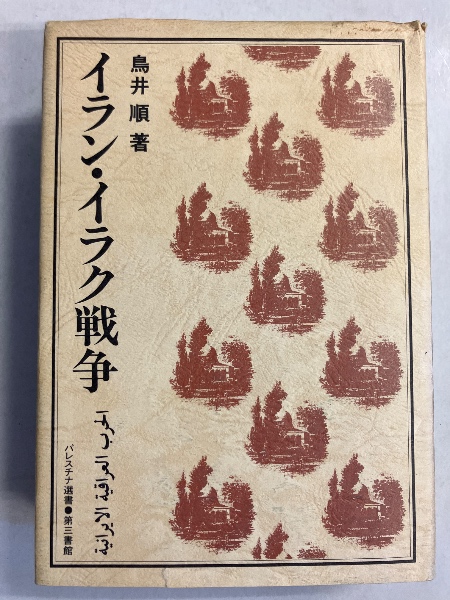 鳥井 順 著
イラン・イラク戦争
الحرب العراقية الايرانية
パレスチナ選書●第三書館